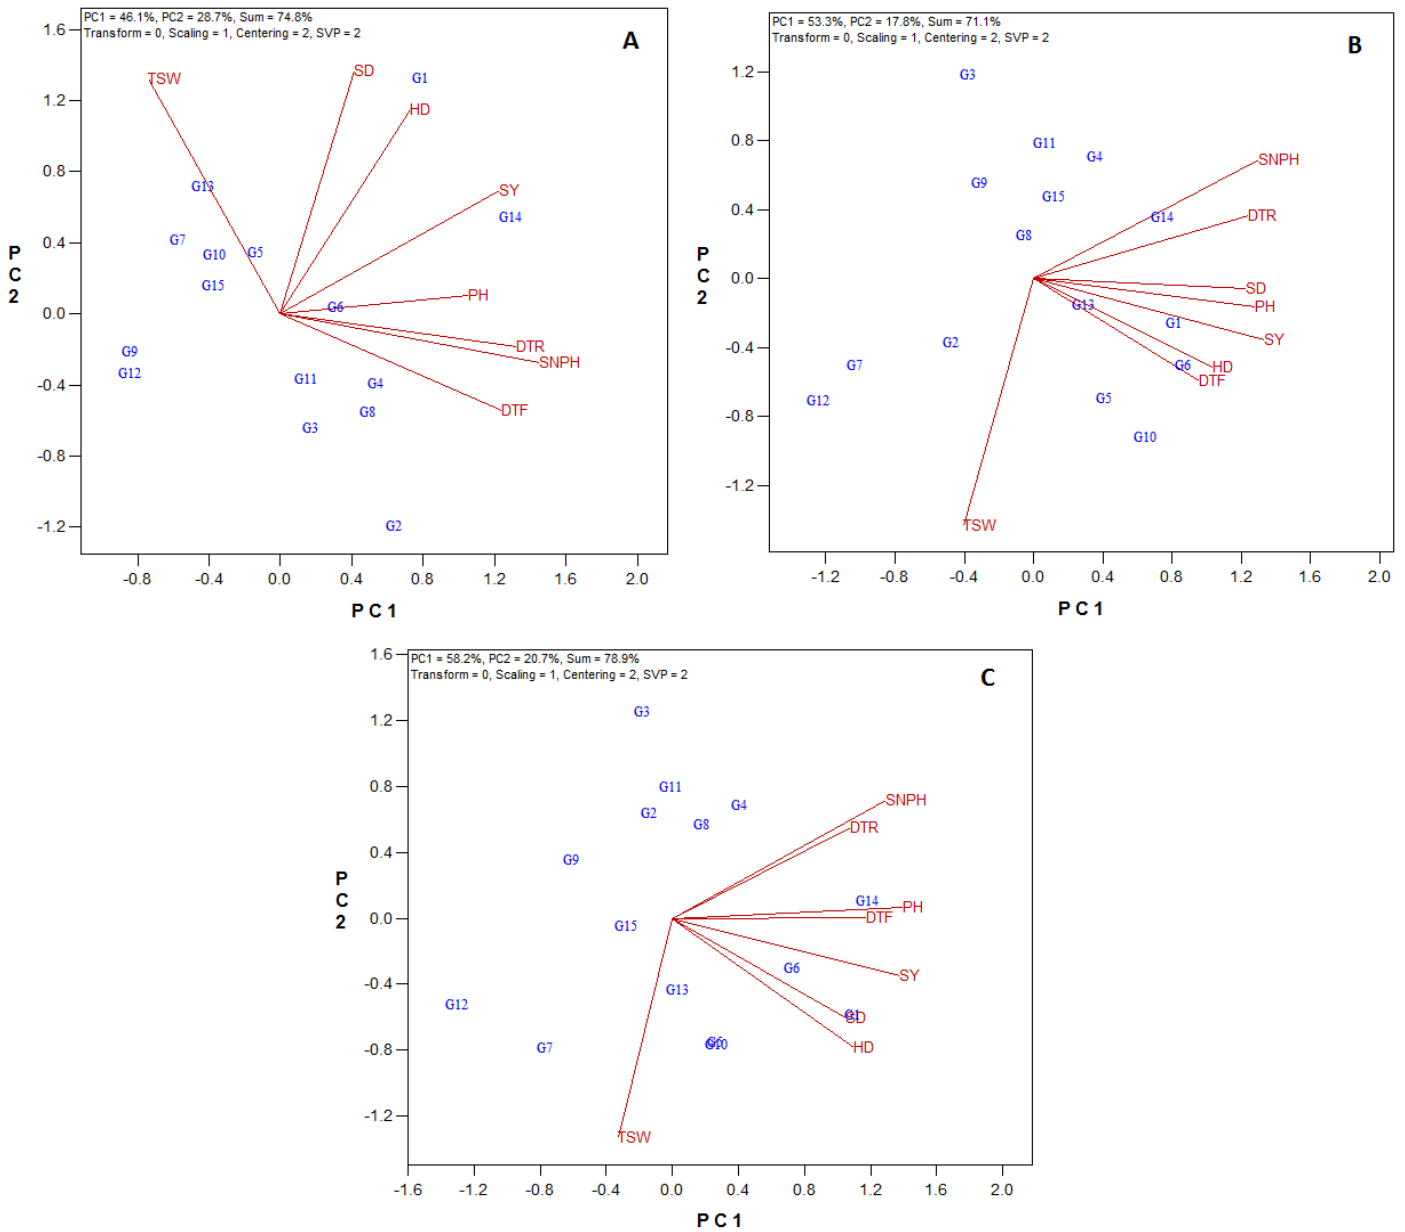 PC1 = 46.1%, PC2 = 28.7%, Sum = 74.8%
Transform = 0, Scaling = 1, Centering = 2, SVP = 2
A
1.6
1.2
0.8
0.4
0.0
-0.4
-0.8
-1.2
P
C
2
TSW
SD
G1
HD
G13
SY
G14
G7
G10
G5
G15
PH
G6
DTR
SNPH
G9
G12
G11
G4
DTF
G8
G3
G2
-0.8 -0.4 0.0 0.4 0.8 1.2 1.6 2.0
P C 1
PC1 = 53.3%, PC2 = 17.8%, Sum = 71.1%
Transform = 0, Scaling = 1, Centering = 2, SVP = 2
B
1.2
0.8
0.4
0.0
-0.4
-0.8
-1.2
P
C
2
G3
G11
G4
SNPH
G9
G15
G14
DTR
G8
SD
G13
PH
G1
SY
G2
G7
G6
HD
DTF
G12
G5
G10
TSW
-1.2 -0.8 -0.4 0.0 0.4 0.8 1.2 1.6 2.0
P C 1
PC1 = 58.2%, PC2 = 20.7%, Sum = 78.9%
Transform = 0, Scaling = 1, Centering = 2, SVP = 2
C
1.6
1.2
0.8
0.4
0.0
-0.4
-0.8
-1.2
P
C
2
G3
G11
G4
SNPH
G2
G8
DTR
G9
G14
PH
DTF
G15
G6
SY
G13
G12
G1
SD
G5
G10
G7
HD
TSW
-1.6 -1.2 -0.8 -0.4 0.0 0.4 0.8 1.2 1.6 2.0
P C 1